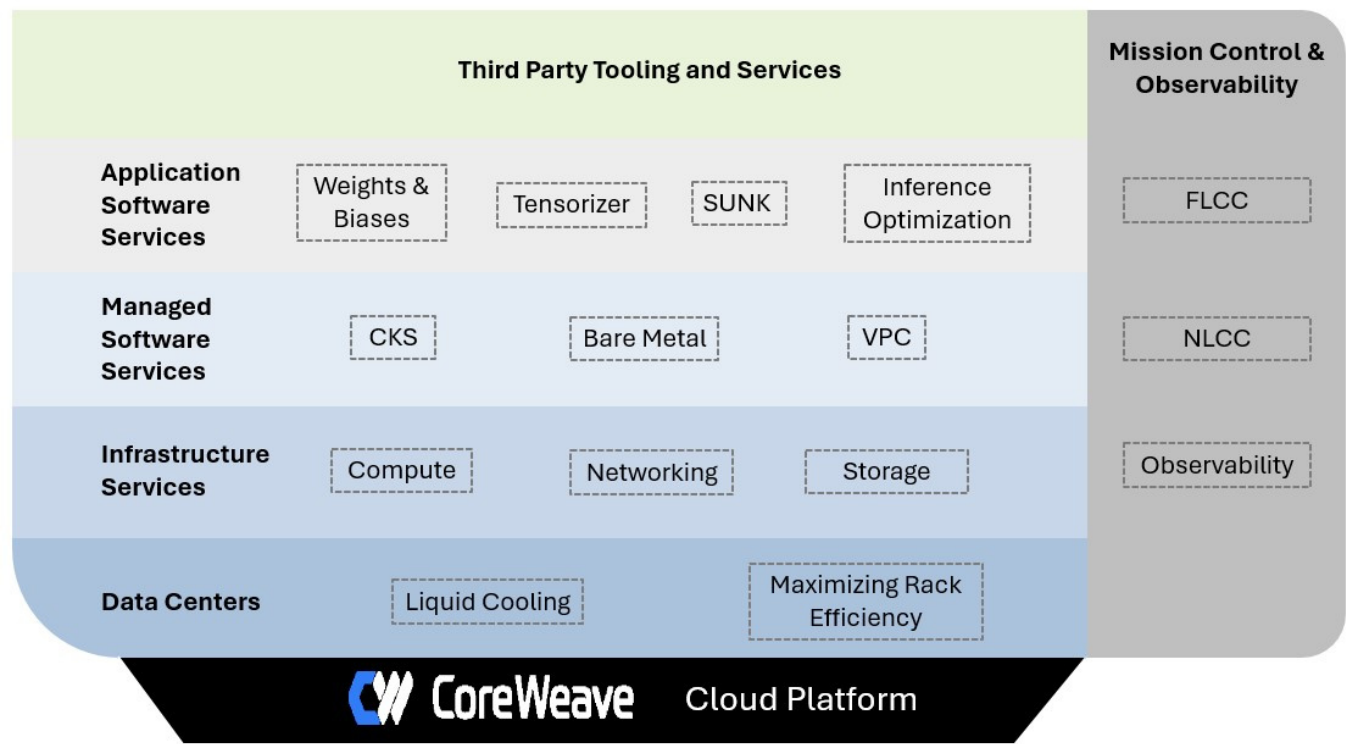 Third Party Tooling and Services
Mission Control &
Observability
Application
Software
Services
Weights &
Biases
Tensorizer
SUNK
Inference
Optimization
FLCC
Managed
Software
Services
CKS
Bare Metal
VPC
NLCC
Infrastructure
Services
Compute
Networking
Storage
Observability
Data Centers
Liquid Cooling
Maximizing Rack
Efficiency
CoreWeave Cloud Platform